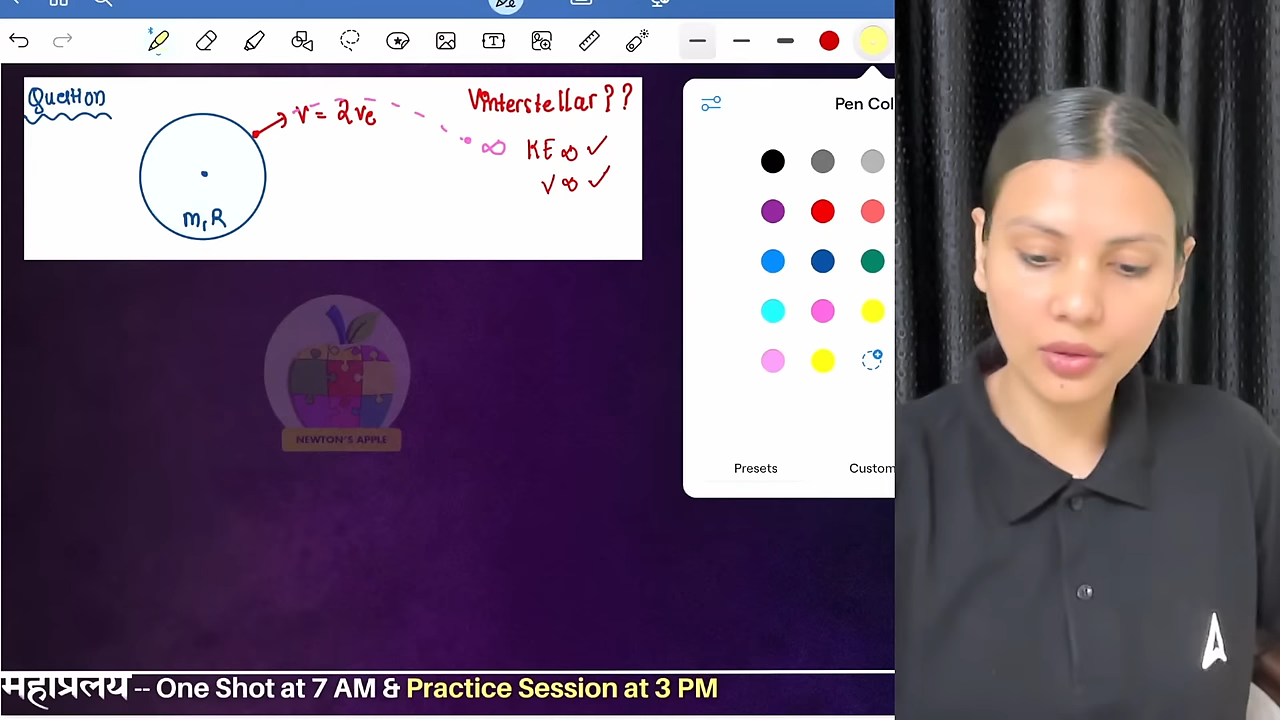 Question
v = 2ve
Vinterstellar ??
∞
KE∞ ✓
V∞ ✓
m, R
NEWTON'S APPLE
Pen Col
Presets
Custom
महाप्रलय -- One Shot at 7 AM & Practice Session at 3 PM